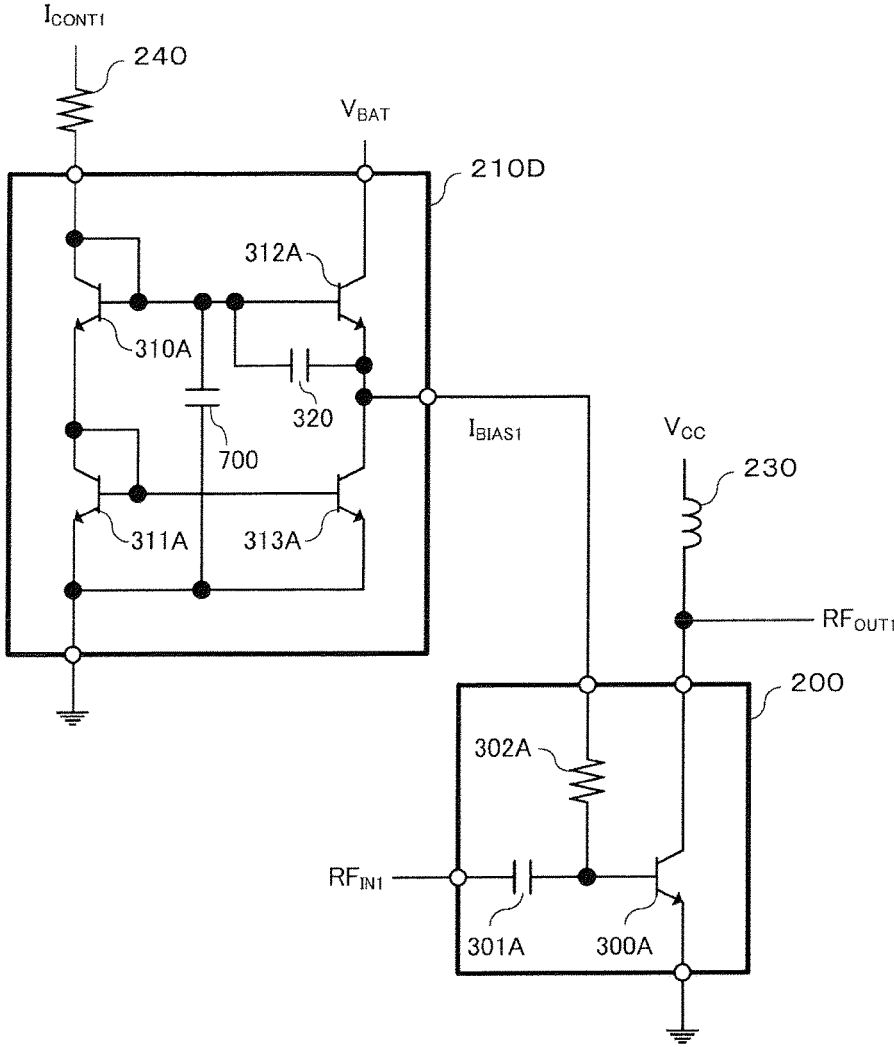 I_CONT1
240
V_BAT
210D
312A
310A
320
700
I_BIAS1
V_CC
230
311A
313A
RF_OUT1
200
302A
RF_IN1
301A
300A